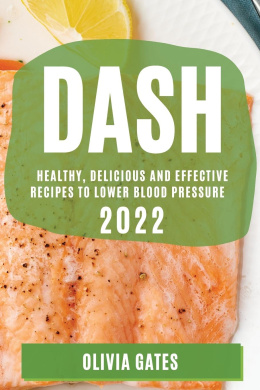 DASH
HEALTHY, DELICIOUS AND EFFECTIVE
RECIPES TO LOWER BLOOD PRESSURE
2022
OLIVIA GATES